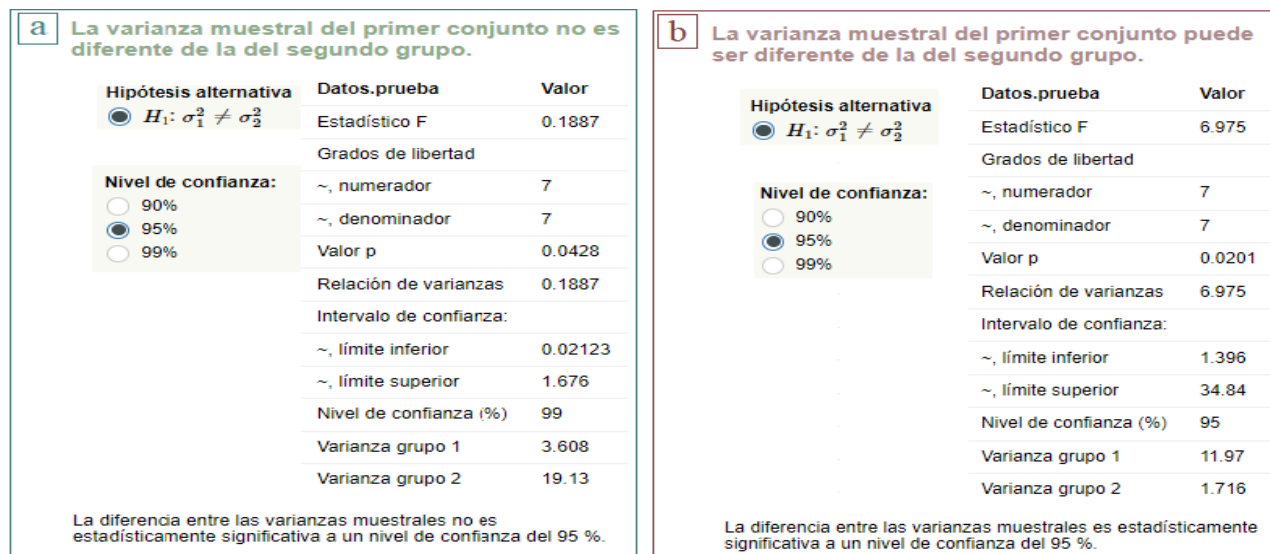 a
La varianza muestral del primer conjunto no es
diferente de la del segundo grupo.
Hipótesis alternativa
H₁: σ₁² ≠ σ₂²
Nivel de confianza:
90%
95%
99%
Datos.prueba Valor
Estadístico F 0.1887
Grados de libertad
~, numerador 7
~, denominador 7
Valor p 0.0428
Relación de varianzas 0.1887
Intervalo de confianza:
~, límite inferior 0.02123
~, límite superior 1.676
Nivel de confianza (%) 99
Varianza grupo 1 3.608
Varianza grupo 2 19.13
La diferencia entre las varianzas muestrales no es
estadísticamente significativa a un nivel de confianza del 95 %.
b
La varianza muestral del primer conjunto puede
ser diferente de la del segundo grupo.
Hipótesis alternativa
H₁: σ₁² ≠ σ₂²
Nivel de confianza:
90%
95%
99%
Datos.prueba Valor
Estadístico F 6.975
Grados de libertad
~, numerador 7
~, denominador 7
Valor p 0.0201
Relación de varianzas 6.975
Intervalo de confianza:
~, límite inferior 1.396
~, límite superior 34.84
Nivel de confianza (%) 95
Varianza grupo 1 11.97
Varianza grupo 2 1.716
La diferencia entre las varianzas muestrales es estadísticamente
significativa a un nivel de confianza del 95 %.